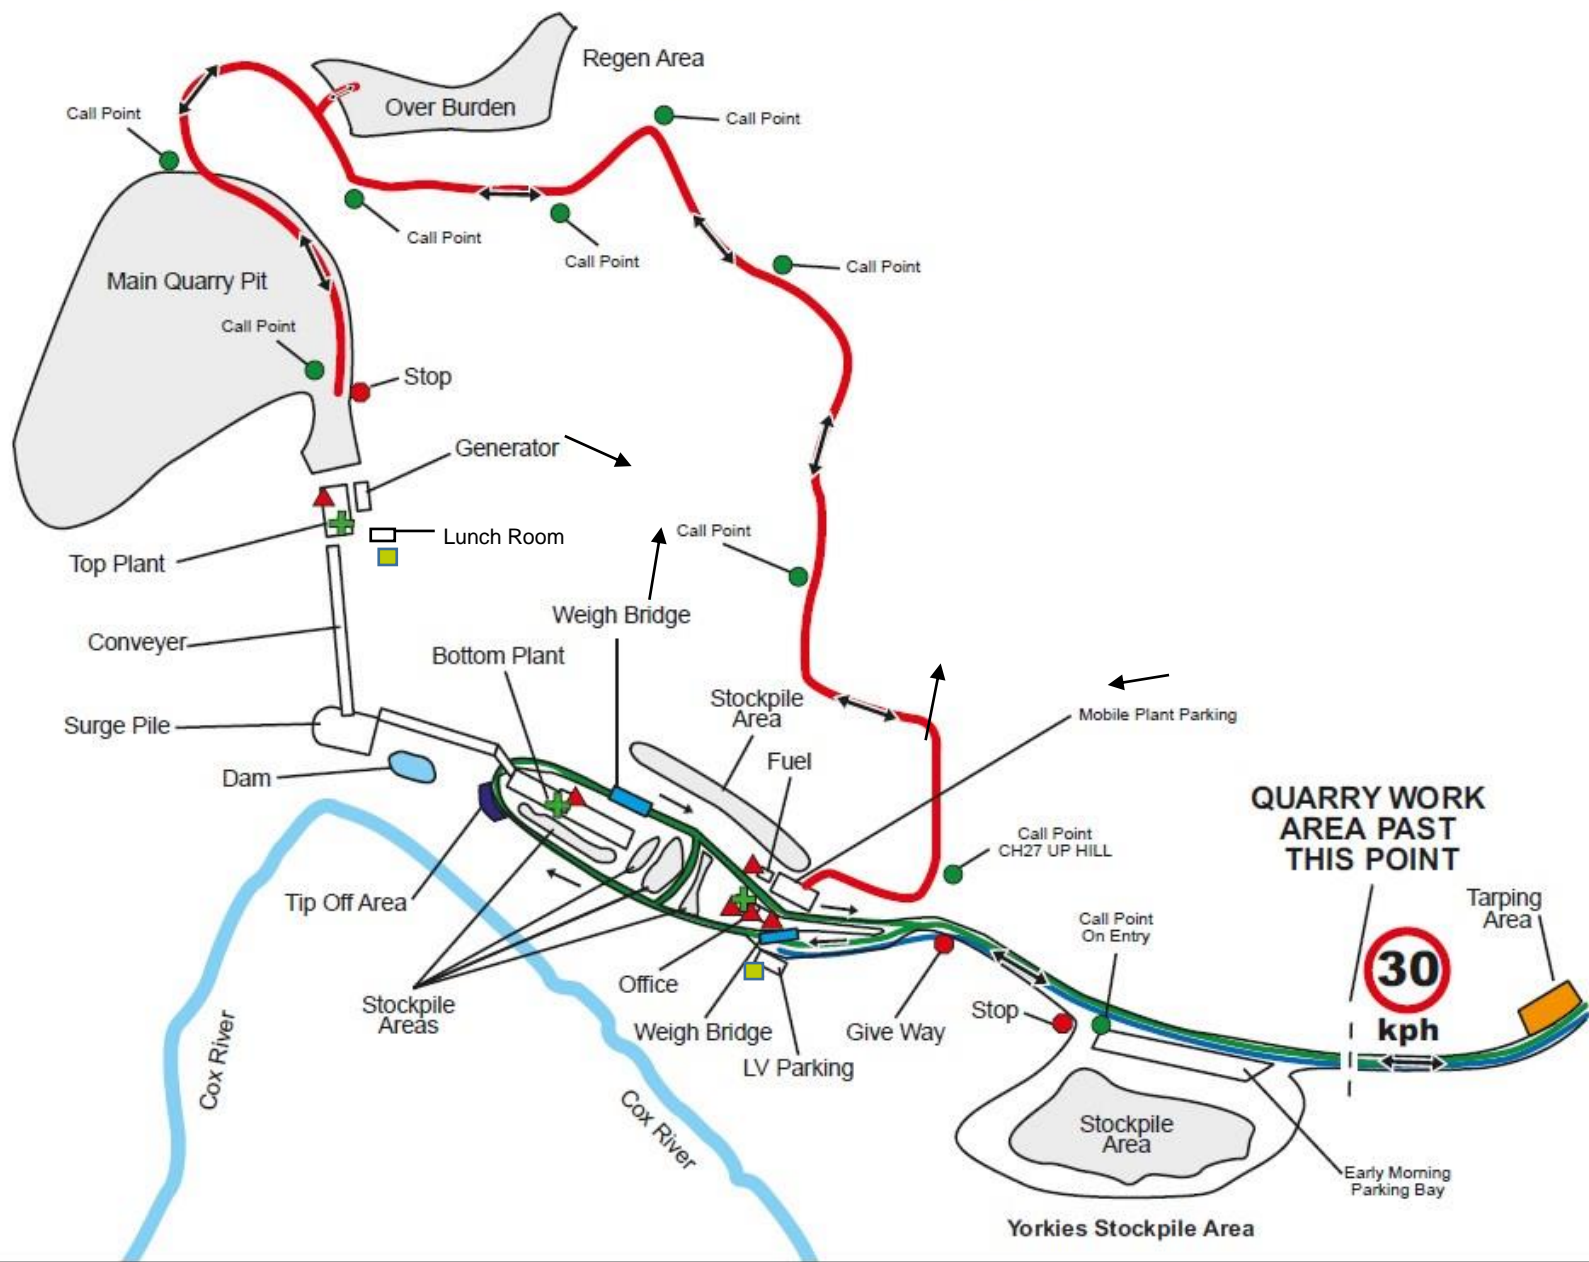 Regen Area
Over Burden
Call Point
Call Point
Call Point
Call Point
Call Point
Main Quarry Pit
Call Point
Stop
Generator
Lunch Room
Call Point
Top Plant
Weigh Bridge
Conveyer
Bottom Plant
Stockpile
Area
Surge Pile
Mobile Plant Parking
Fuel
Dam
QUARRY WORK
AREA PAST
THIS POINT
Call Point
CH27 UP HILL
Tip Off Area
Tarping
Area
Call Point
On Entry
30
kph
Office
Stockpile
Areas
Weigh Bridge
Give Way
Stop
LV Parking
Cox River
Cox River
Stockpile
Area
Early Morning
Parking Bay
Yorkies Stockpile Area